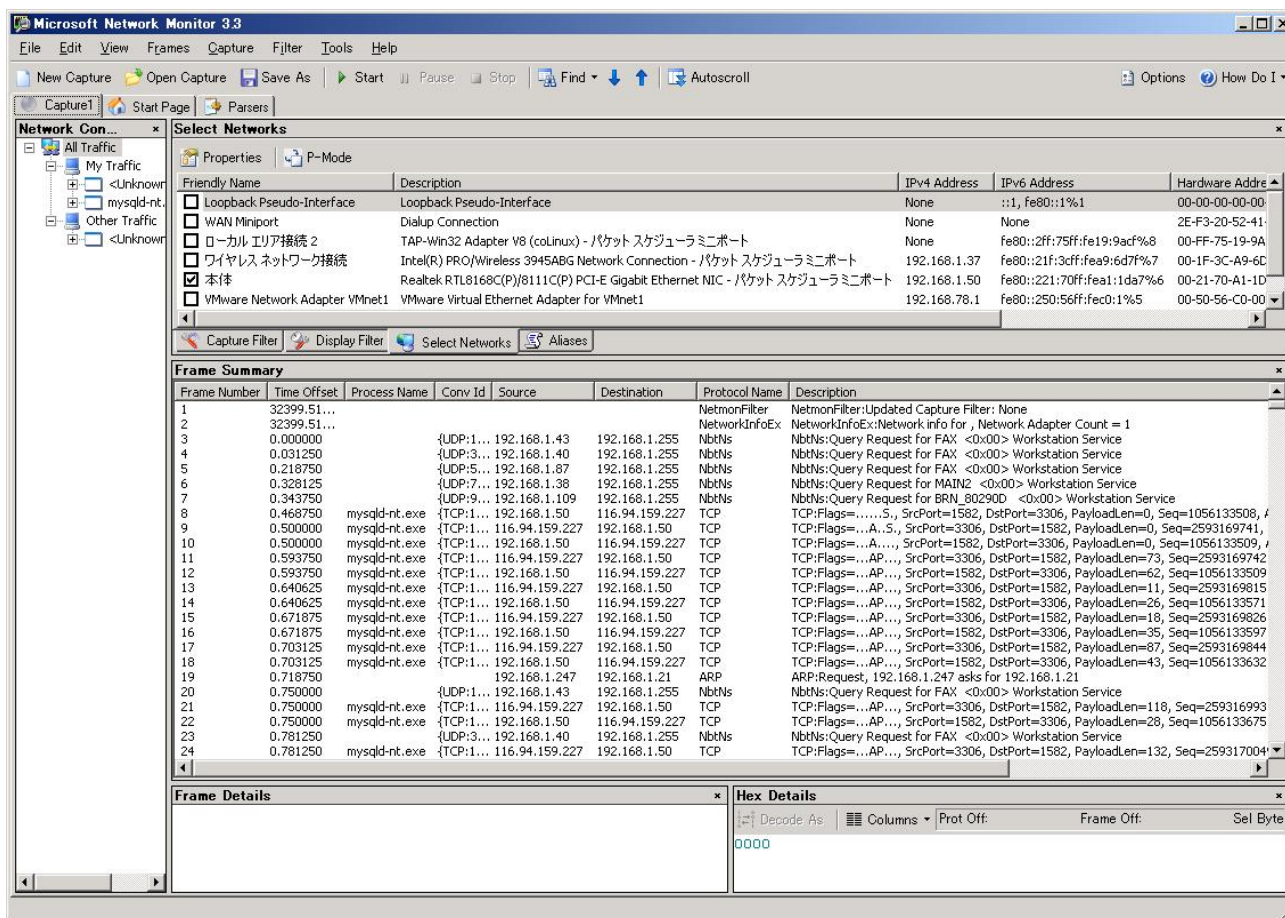 Microsoft Network Monitor 3.3
File Edit View Frames Capture Filter Tools Help
New Capture Open Capture Save As Start Pause Stop Find Autoscroll Options How Do I
Capture1 Start Page Parsers
Network Con...
All Traffic
My Traffic
<Unknown
mysqld-nt.
Other Traffic
<Unknown
Select Networks
Properties P-Mode
Friendly Name Description IPv4 Address IPv6 Address Hardware Addre
Loopback Pseudo-Interface Loopback Pseudo-Interface None ::1, fe80::1%1 00-00-00-00-00-
WAN Miniport Dialup Connection None None 2E-F3-20-52-41-
ローカル エリア接続 2 TAP-Win32 Adapter V8 (coLinux) - パケット スケジューラ ミニポート None fe80::2ff:75ff:fe19:9acf%8 00-FF-75-19-9A
ワイヤレス ネットワーク接続 Intel(R) PRO/Wireless 3945ABG Network Connection - パケット スケジューラ ミニポート 192.168.1.37 fe80::21f:3cff:fea9:6d7f%7 00-1F-3C-A9-6D
本体 Realtek RTL8168C(P)/8111C(P) PCI-E Gigabit Ethernet NIC - パケット スケジューラ ミニポート 192.168.1.50 fe80::221:70ff:fea1:1da7%6 00-21-70-A1-1D
VMware Network Adapter VMnet1 VMware Virtual Ethernet Adapter for VMnet1 192.168.78.1 fe80::250:56ff:fec0:1%5 00-50-56-C0-00
Capture Filter Display Filter Select Networks Aliases
Frame Summary
Frame Number Time Offset Process Name Conv Id Source Destination Protocol Name Description
1 32399.51... NetmonFilter NetmonFilter:Updated Capture Filter: None
2 32399.51... NetworkInfoEx NetworkInfoEx:Network info for , Network Adapter Count = 1
3 0.000000 {UDP:1... 192.168.1.43 192.168.1.255 NbtNs NbtNs:Query Request for FAX <0x00> Workstation Service
4 0.031250 {UDP:3... 192.168.1.40 192.168.1.255 NbtNs NbtNs:Query Request for FAX <0x00> Workstation Service
5 0.218750 {UDP:5... 192.168.1.87 192.168.1.255 NbtNs NbtNs:Query Request for FAX <0x00> Workstation Service
6 0.328125 {UDP:7... 192.168.1.38 192.168.1.255 NbtNs NbtNs:Query Request for MAIN2 <0x00> Workstation Service
7 0.343750 {UDP:9... 192.168.1.109 192.168.1.255 NbtNs NbtNs:Query Request for BRN_80290D <0x00> Workstation Service
8 0.468750 mysqld-nt.exe {TCP:1... 192.168.1.50 116.94.159.227 TCP TCP:Flags=......S., SrcPort=1582, DstPort=3306, PayloadLen=0, Seq=1056133508, A
9 0.500000 mysqld-nt.exe {TCP:1... 116.94.159.227 192.168.1.50 TCP TCP:Flags=...A..S., SrcPort=3306, DstPort=1582, PayloadLen=0, Seq=2593169741,
10 0.500000 mysqld-nt.exe {TCP:1... 192.168.1.50 116.94.159.227 TCP TCP:Flags=...A...., SrcPort=1582, DstPort=3306, PayloadLen=0, Seq=1056133509, A
11 0.593750 mysqld-nt.exe {TCP:1... 116.94.159.227 192.168.1.50 TCP TCP:Flags=...AP..., SrcPort=3306, DstPort=1582, PayloadLen=73, Seq=2593169742
12 0.593750 mysqld-nt.exe {TCP:1... 192.168.1.50 116.94.159.227 TCP TCP:Flags=...AP..., SrcPort=1582, DstPort=3306, PayloadLen=62, Seq=1056133509
13 0.640625 mysqld-nt.exe {TCP:1... 116.94.159.227 192.168.1.50 TCP TCP:Flags=...AP..., SrcPort=3306, DstPort=1582, PayloadLen=11, Seq=2593169815
14 0.640625 mysqld-nt.exe {TCP:1... 192.168.1.50 116.94.159.227 TCP TCP:Flags=...AP..., SrcPort=1582, DstPort=3306, PayloadLen=26, Seq=1056133571
15 0.671875 mysqld-nt.exe {TCP:1... 116.94.159.227 192.168.1.50 TCP TCP:Flags=...AP..., SrcPort=3306, DstPort=1582, PayloadLen=18, Seq=2593169826
16 0.671875 mysqld-nt.exe {TCP:1... 192.168.1.50 116.94.159.227 TCP TCP:Flags=...AP..., SrcPort=1582, DstPort=3306, PayloadLen=35, Seq=1056133597
17 0.703125 mysqld-nt.exe {TCP:1... 116.94.159.227 192.168.1.50 TCP TCP:Flags=...AP..., SrcPort=3306, DstPort=1582, PayloadLen=87, Seq=2593169844
18 0.703125 mysqld-nt.exe {TCP:1... 192.168.1.50 116.94.159.227 TCP TCP:Flags=...AP..., SrcPort=1582, DstPort=3306, PayloadLen=43, Seq=1056133632
19 0.718750 192.168.1.247 192.168.1.21 ARP ARP:Request, 192.168.1.247 asks for 192.168.1.21
20 0.750000 {UDP:1... 192.168.1.43 192.168.1.255 NbtNs NbtNs:Query Request for FAX <0x00> Workstation Service
21 0.750000 mysqld-nt.exe {TCP:1... 116.94.159.227 192.168.1.50 TCP TCP:Flags=...AP..., SrcPort=3306, DstPort=1582, PayloadLen=118, Seq=259316993
22 0.750000 mysqld-nt.exe {TCP:1... 192.168.1.50 116.94.159.227 TCP TCP:Flags=...AP..., SrcPort=1582, DstPort=3306, PayloadLen=28, Seq=1056133675
23 0.781250 {UDP:3... 192.168.1.40 192.168.1.255 NbtNs NbtNs:Query Request for FAX <0x00> Workstation Service
24 0.781250 mysqld-nt.exe {TCP:1... 116.94.159.227 192.168.1.50 TCP TCP:Flags=...AP..., SrcPort=3306, DstPort=1582, PayloadLen=132, Seq=259317004
Frame Details
Hex Details
Decode As Columns Prot Off: Frame Off: Sel Byte
0000